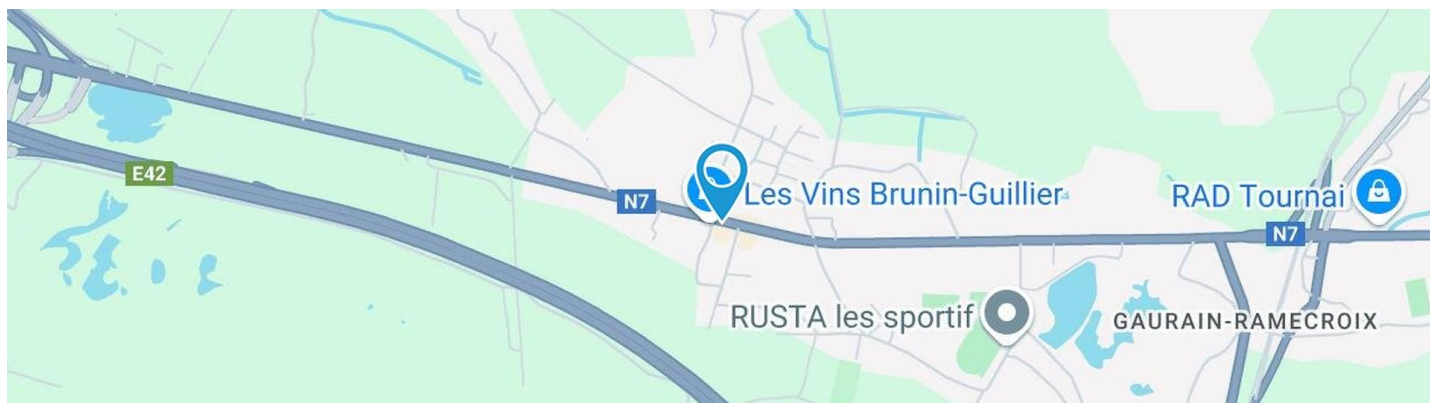 E42
N7
Les Vins Brunin-Guillier
RAD Tournai
N7
RUSTA les sportif
GAURAIN-RAMECROIX